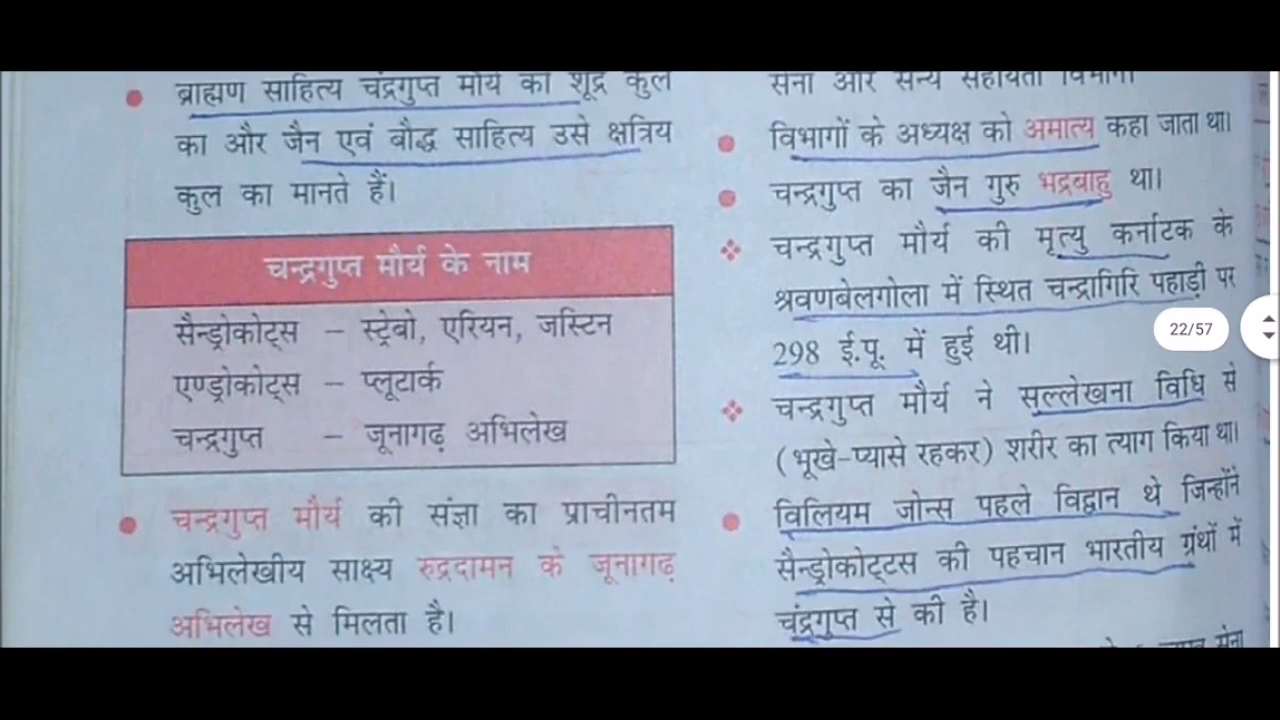 ब्राह्मण साहित्य चंद्रगुप्त मौर्य को शूद्र कुल
का और जैन एवं बौद्ध साहित्य उसे क्षत्रिय
कुल का मानते हैं।
चन्द्रगुप्त मौर्य के नाम
सैन्ड्रोकोट्स – स्ट्रेबो, एरियन, जस्टिन
एण्ड्रोकोट्स – प्लूटार्क
चन्द्रगुप्त – जूनागढ़ अभिलेख
चन्द्रगुप्त मौर्य की संज्ञा का प्राचीनतम
अभिलेखीय साक्ष्य रुद्रदामन के जूनागढ़
अभिलेख से मिलता है।
सेना और सैन्य सहायता विभाग।
विभागों के अध्यक्ष को अमात्य कहा जाता था।
चन्द्रगुप्त का जैन गुरु भद्रबाहु था।
चन्द्रगुप्त मौर्य की मृत्यु कर्नाटक के
श्रवणबेलगोला में स्थित चन्द्रागिरि पहाड़ी पर
298 ई.पू. में हुई थी।
चन्द्रगुप्त मौर्य ने सल्लेखना विधि से
(भूखे-प्यासे रहकर) शरीर का त्याग किया था।
विलियम जोन्स पहले विद्वान थे जिन्होंने
सैन्ड्रोकोट्टस की पहचान भारतीय ग्रंथों में
चंद्रगुप्त से की है।
22/57